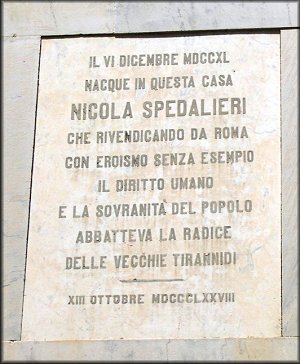 IL VI DICEMBRE MDCCXL
NACQUE IN QUESTA CASA
NICOLA SPEDALIERI
CHE RIVENDICANDO DA ROMA
CON EROISMO SENZA ESEMPIO
IL DIRITTO UMANO
E LA SOVRANITÀ DEL POPOLO
ABBATTEVA LA RADICE
DELLE VECCHIE TIRANNIDI
XIII OTTOBRE MDCCCLXXVIII